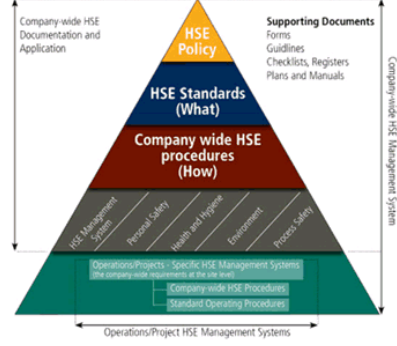 Company-wide HSE
Documentation and
Application
HSE
Policy
Supporting Documents
Forms
Guidlines
Checklists, Registers
Plans and Manuals
HSE Standards
(What)
Company wide HSE
procedures
(How)
HSE Management
System
Personal Safety
Health and Hygiene
Environment
Process Safety
Operations/Projects - Specific HSE Management Systems
(the company-wide requirements at the site level)
Company-wide HSE Procedures
Standard Operating Procedures
Operations/Project HSE Management Systems
Company-wide HSE Management System